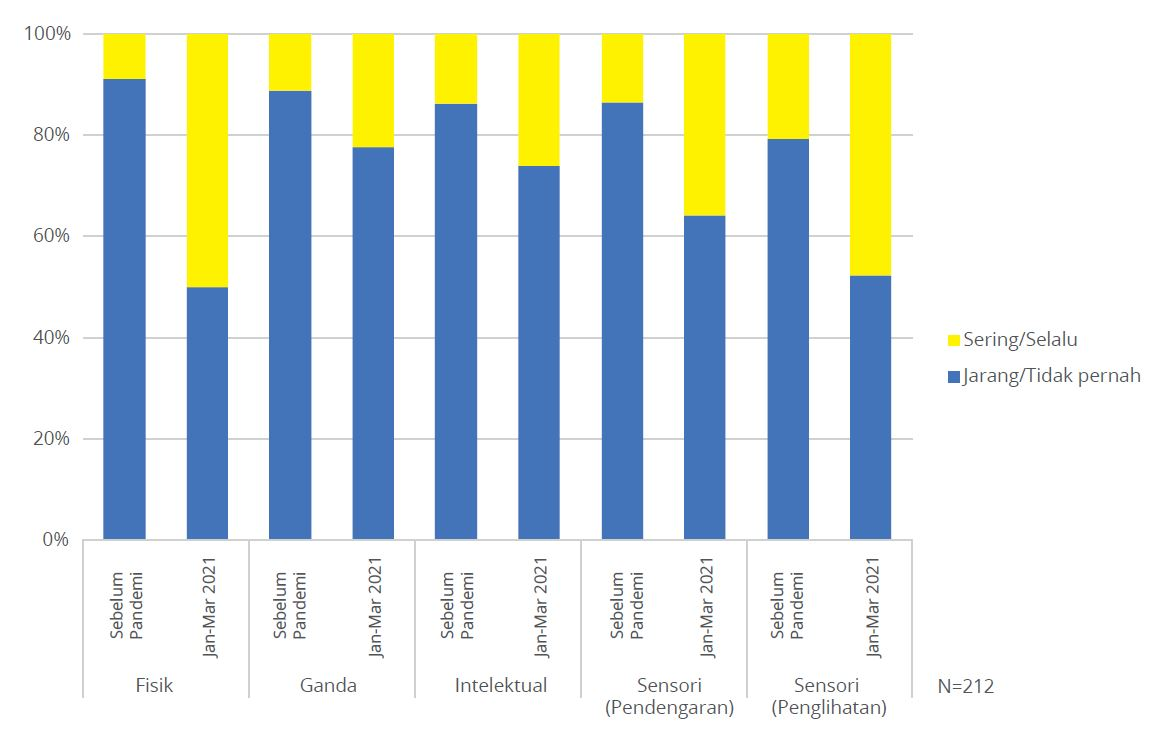 100%
80%
60%
40%
20%
0%
Sering/Selalu
Jarang/Tidak pernah
Sebelum
Pandemi
Jan-Mar 2021
Sebelum
Pandemi
Jan-Mar 2021
Sebelum
Pandemi
Jan-Mar 2021
Sebelum
Pandemi
Jan-Mar 2021
Sebelum
Pandemi
Jan-Mar 2021
Fisik
Ganda
Intelektual
Sensori
(Pendengaran)
Sensori
(Penglihatan)
N=212